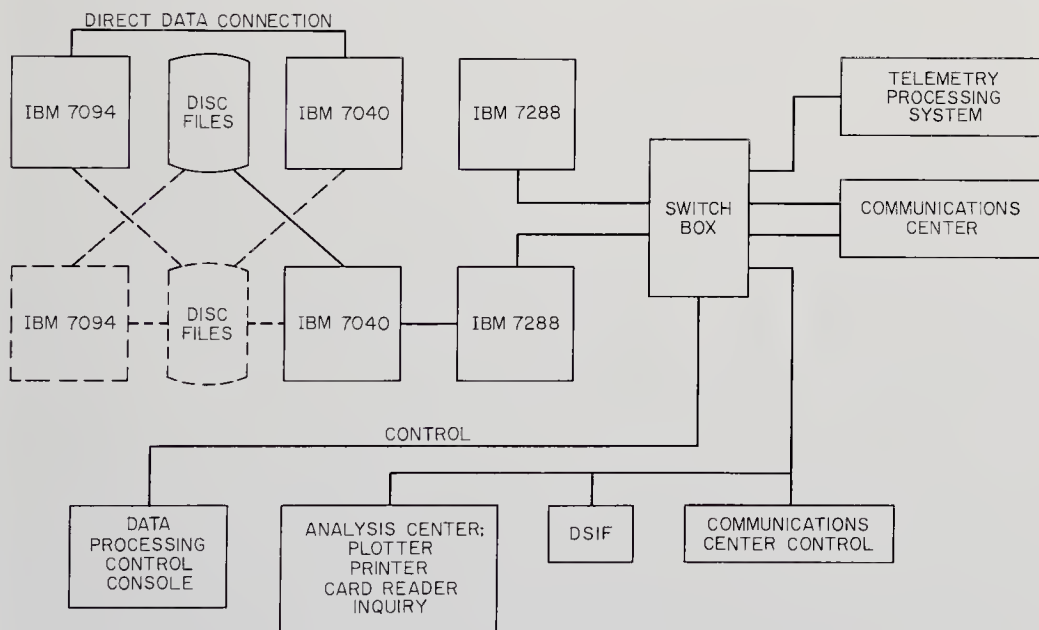 DIRECT DATA CONNECTION
IBM 7094
DISC
FILES
IBM 7040
IBM 7288
TELEMETRY
PROCESSING
SYSTEM
SWITCH
BOX
COMMUNICATIONS
CENTER
IBM 7094
DISC
FILES
IBM 7040
IBM 7288
CONTROL
DATA
PROCESSING
CONTROL
CONSOLE
ANALYSIS CENTER;
PLOTTER
PRINTER
CARD READER
INQUIRY
DSIF
COMMUNICATIONS
CENTER CONTROL